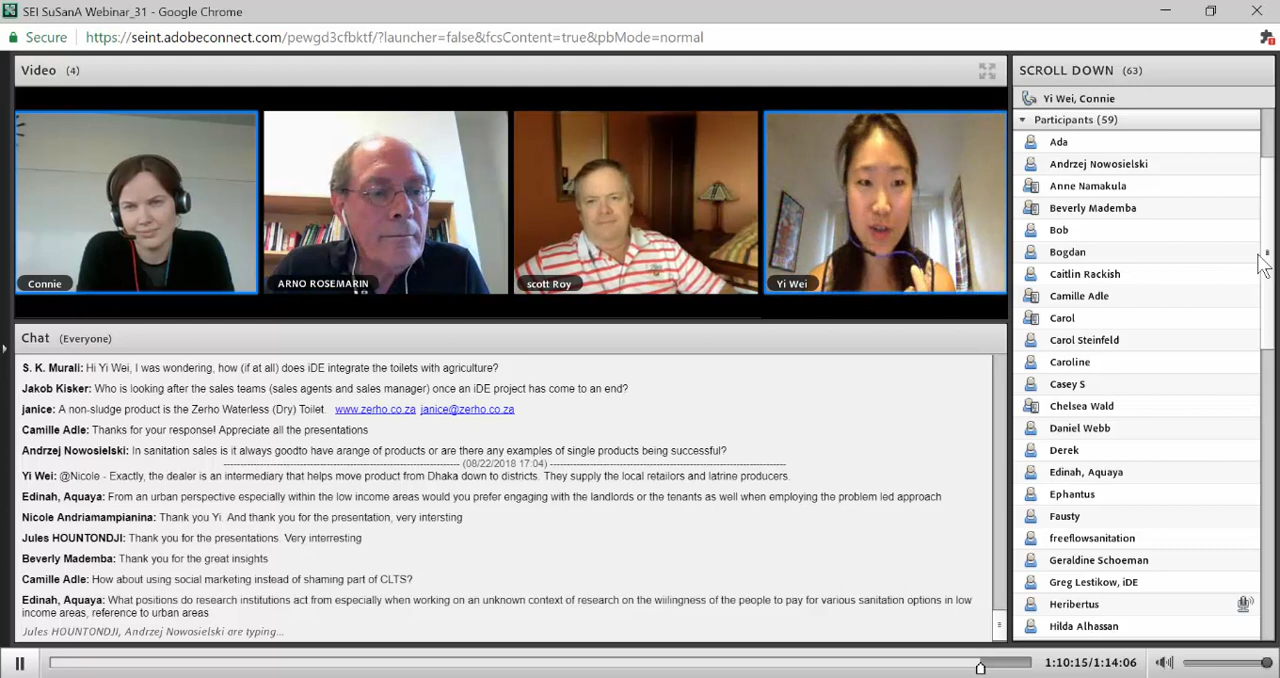 SEI SuSanA Webinar_31 - Google Chrome
Secure https://seint.adobeconnect.com/pewgd3cfbktf/?launcher=false&fcsContent=true&pbMode=normal
Video (4)
Connie
ARNO ROSEMARIN
scott Roy
Yi Wei
Chat (Everyone)
S. K. Murali: Hi Yi Wei, I was wondering, how (if at all) does iDE integrate the toilets with agriculture?
Jakob Kisker: Who is looking after the sales teams (sales agents and sales manager) once an iDE project has come to an end?
janice: A non-sludge product is the Zerho Waterless (Dry) Toilet. www.zerho.co.za janice@zerho.co.za
Camille Adle: Thanks for your response! Appreciate all the presentations
Andrzej Nowosielski: In sanitation sales is it always goodto have arange of products or are there any examples of single products being successful?
(08/22/2018 17:04)
Yi Wei: @Nicole - Exactly, the dealer is an intermediary that helps move product from Dhaka down to districts. They supply the local retailors and latrine producers.
Edinah, Aquaya: From an urban perspective especially within the low income areas would you prefer engaging with the landlords or the tenants as well when employing the problem led approach
Nicole Andriamampianina: Thank you Yi. And thank you for the presentation, very intersting
Jules HOUNTONDJI: Thank you for the presentations. Very interresting
Beverly Mademba: Thank you for the great insights
Camille Adle: How about using social marketing instead of shaming part of CLTS?
Edinah, Aquaya: What positions do research institutions act from especially when working on an unknown context of research on the wiilingness of the people to pay for various sanitation options in low
income areas, reference to urban areas
Jules HOUNTONDJI, Andrzej Nowosielski are typing...
SCROLL DOWN (63)
Yi Wei, Connie
Participants (59)
Ada
Andrzej Nowosielski
Anne Namakula
Beverly Mademba
Bob
Bogdan
Caitlin Rackish
Camille Adle
Carol
Carol Steinfeld
Caroline
Casey S
Chelsea Wald
Daniel Webb
Derek
Edinah, Aquaya
Ephantus
Fausty
freeflowsanitation
Geraldine Schoeman
Greg Lestikow, iDE
Heribertus
Hilda Alhassan
1:10:15/1:14:06